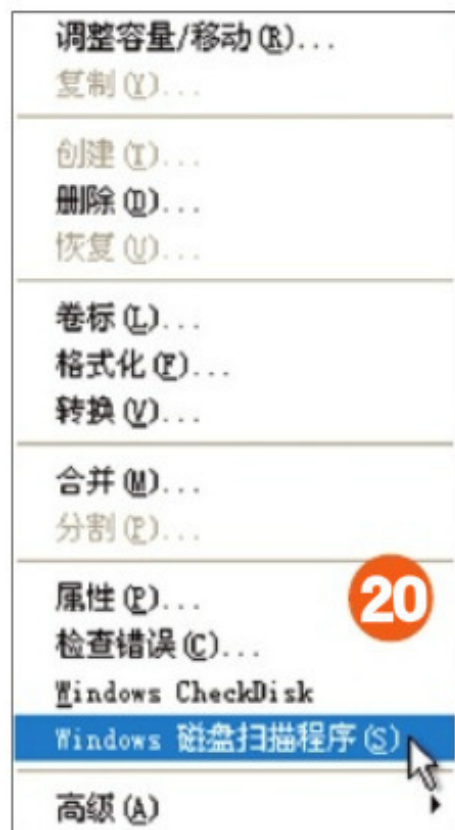 调整容量/移动(R)...
复制(Y)...
创建(T)...
删除(D)...
恢复(U)...
卷标(L)...
格式化(F)...
转换(V)...
合并(M)...
分割(P)...
属性(P)...
20
检查错误(C)...
Windows CheckDisk
Windows 磁盘扫描程序(S)
高级(A)